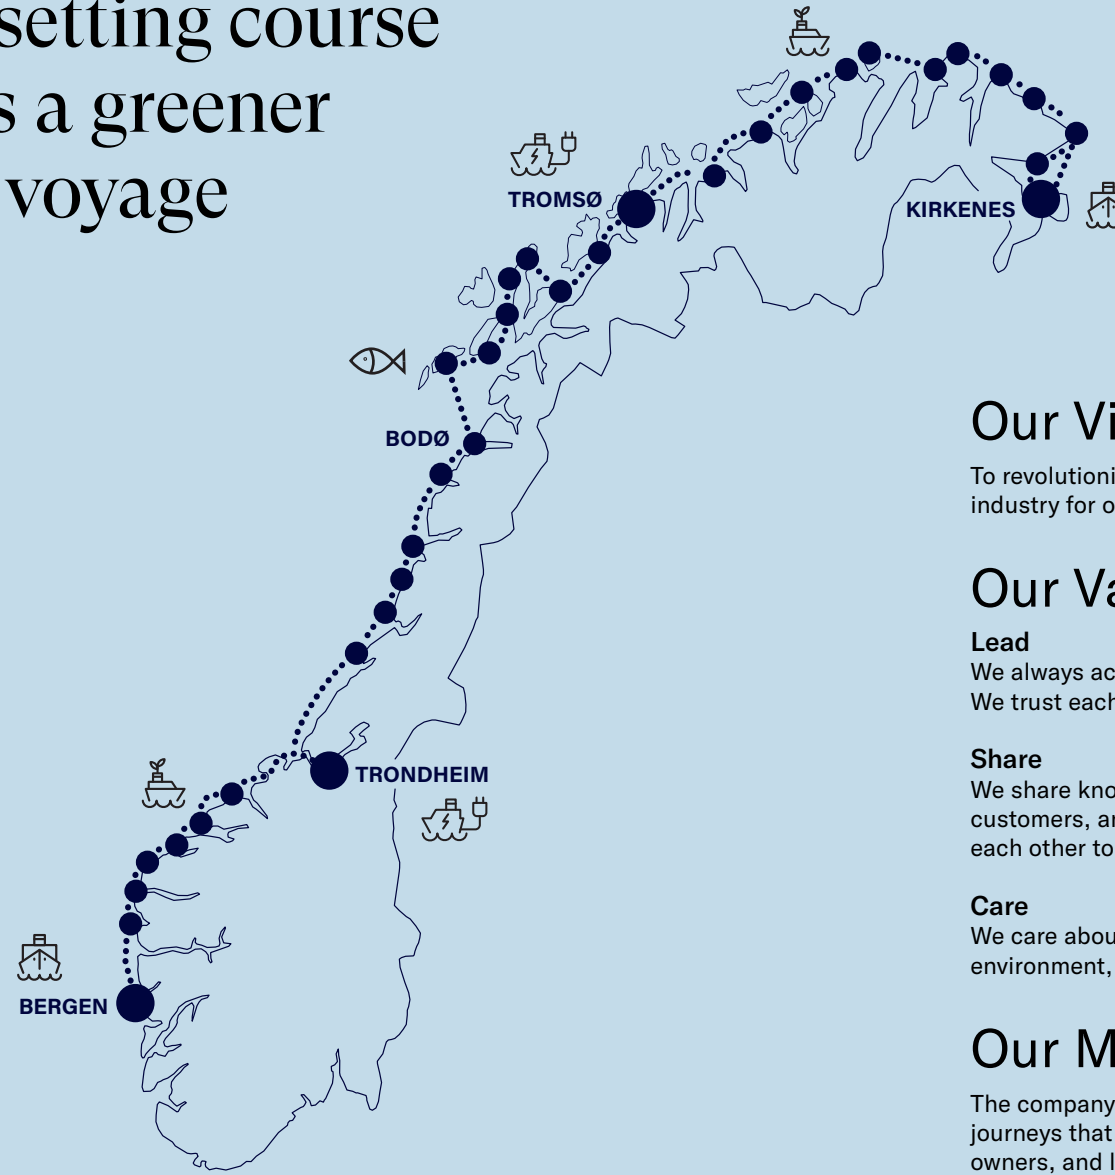 setting course
s a greener
voyage
TROMSØ
KIRKENES
BODØ
TRONDHEIM
BERGEN
Our Vi
To revolutioni
industry for o
Our Va
Lead
We always ac
We trust each
Share
We share kno
customers, a
each other to
Care
We care abou
environment,
Our M
The company
journeys that
owners, and l